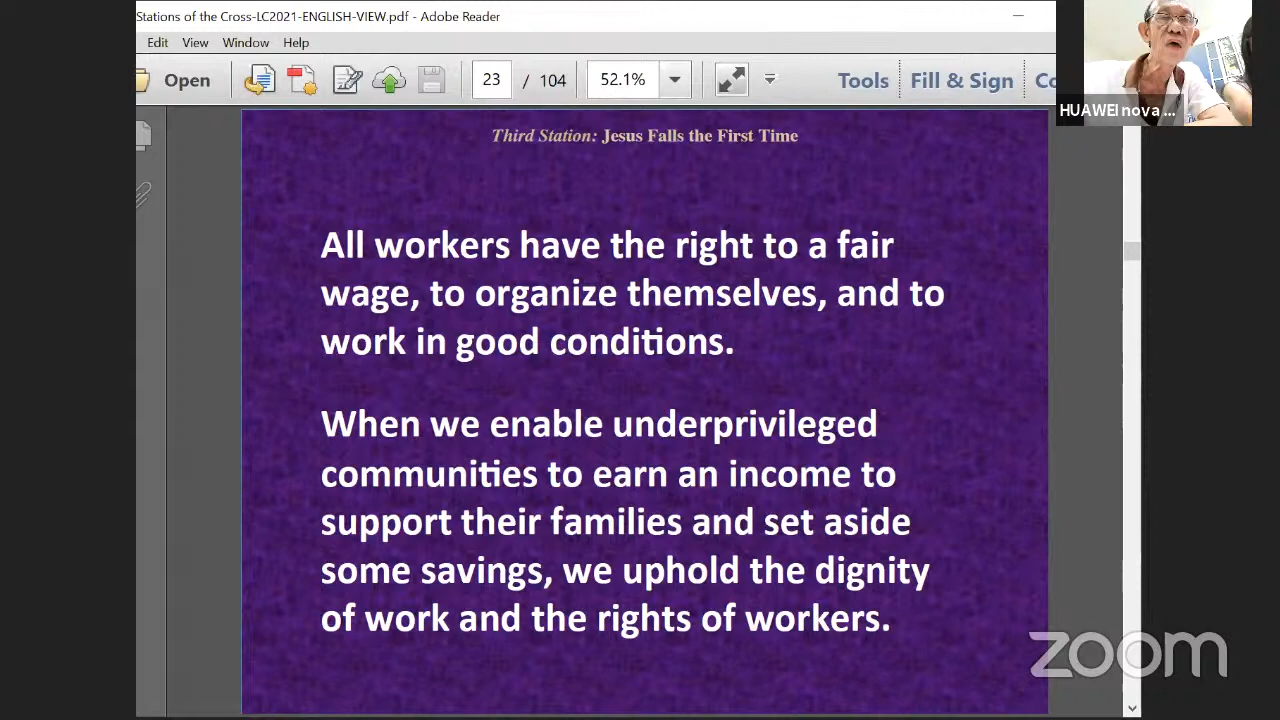 Stations of the Cross-LC2021-ENGLISH-VIEW.pdf - Adobe Reader
Edit View Window Help
Open 23 / 104 52.1% Tools Fill & Sign Co
HUAWEI nova ...
Third Station: Jesus Falls the First Time
All workers have the right to a fair
wage, to organize themselves, and to
work in good conditions.
When we enable underprivileged
communities to earn an income to
support their families and set aside
some savings, we uphold the dignity
of work and the rights of workers.
zoom